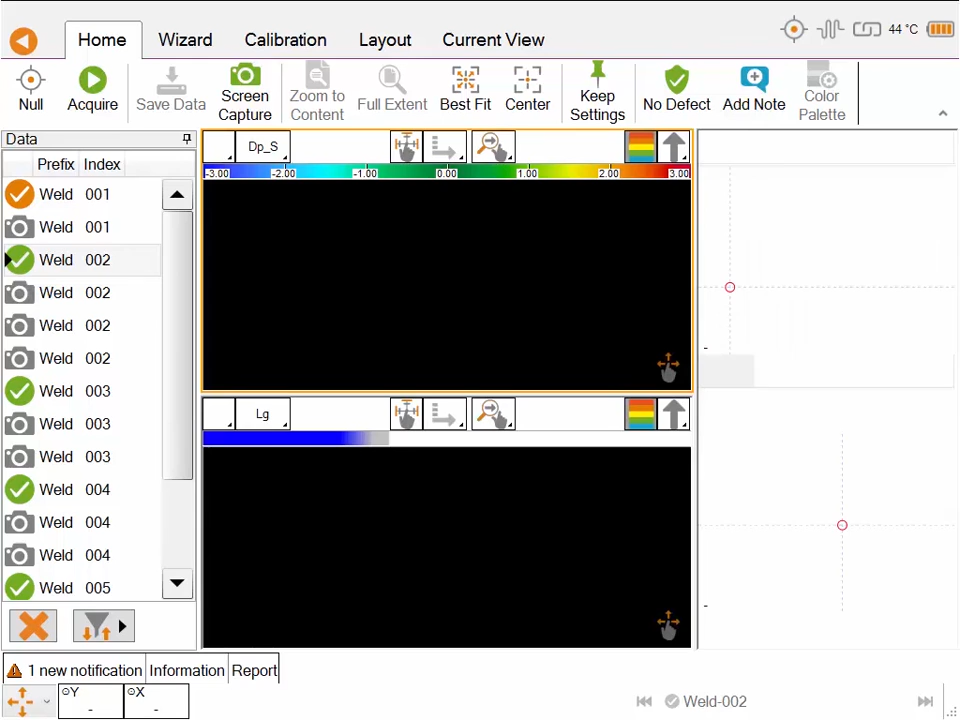 Home Wizard Calibration Layout Current View 44 °C
Null Acquire Save Data Screen Capture Zoom to Content Full Extent Best Fit Center Keep Settings No Defect Add Note Color Palette
Data
Prefix Index
Weld 001
Weld 001
Weld 002
Weld 002
Weld 002
Weld 002
Weld 003
Weld 003
Weld 003
Weld 004
Weld 004
Weld 004
Weld 005
Dp_S
-3.00 -2.00 -1.00 0.00 1.00 2.00 3.00
Lg
-
-
1 new notification Information Report
Y - X -
Weld-002